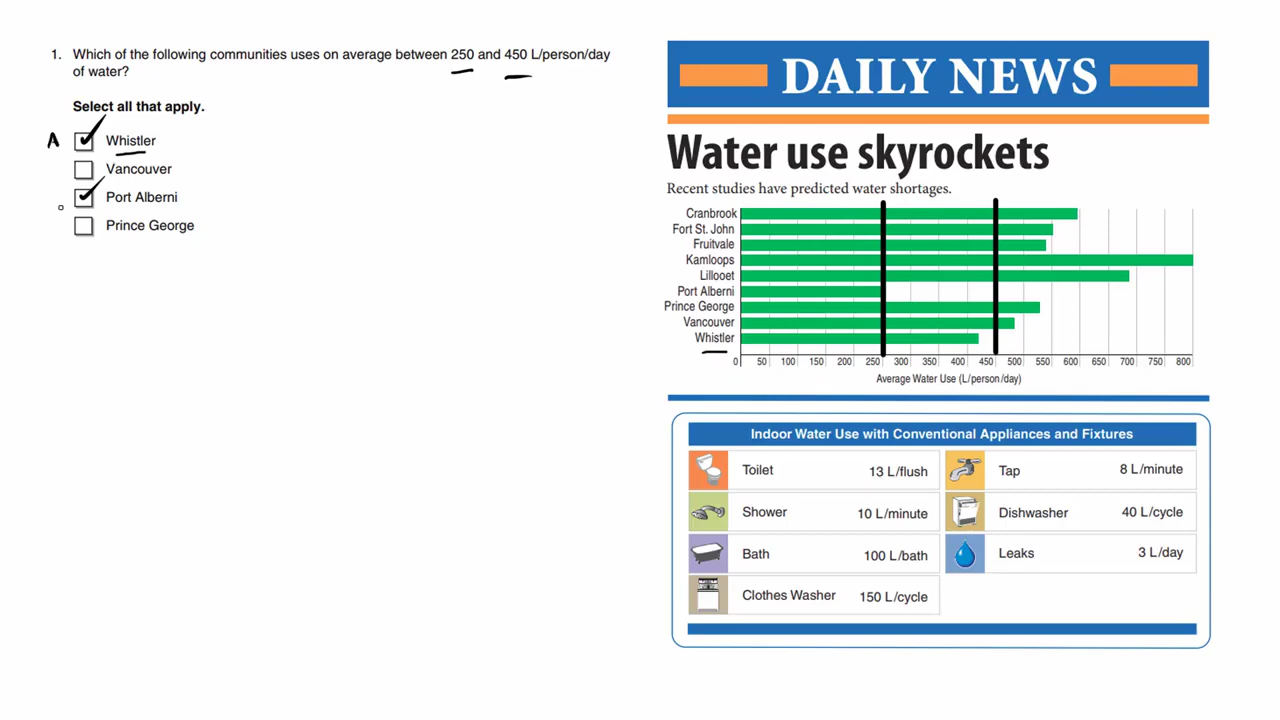 1. Which of the following communities uses on average between 250 and 450 L/person/day
of water?
Select all that apply.
A Whistler
Vancouver
Port Alberni
Prince George
DAILY NEWS
Water use skyrockets
Recent studies have predicted water shortages.
Cranbrook
Fort St. John
Fruitvale
Kamloops
Lillooet
Port Alberni
Prince George
Vancouver
Whistler
0 50 100 150 200 250 300 350 400 450 500 550 600 650 700 750 800
Average Water Use (L/person/day)
Indoor Water Use with Conventional Appliances and Fixtures
Toilet 13 L/flush
Tap 8 L/minute
Shower 10 L/minute
Dishwasher 40 L/cycle
Bath 100 L/bath
Leaks 3 L/day
Clothes Washer 150 L/cycle